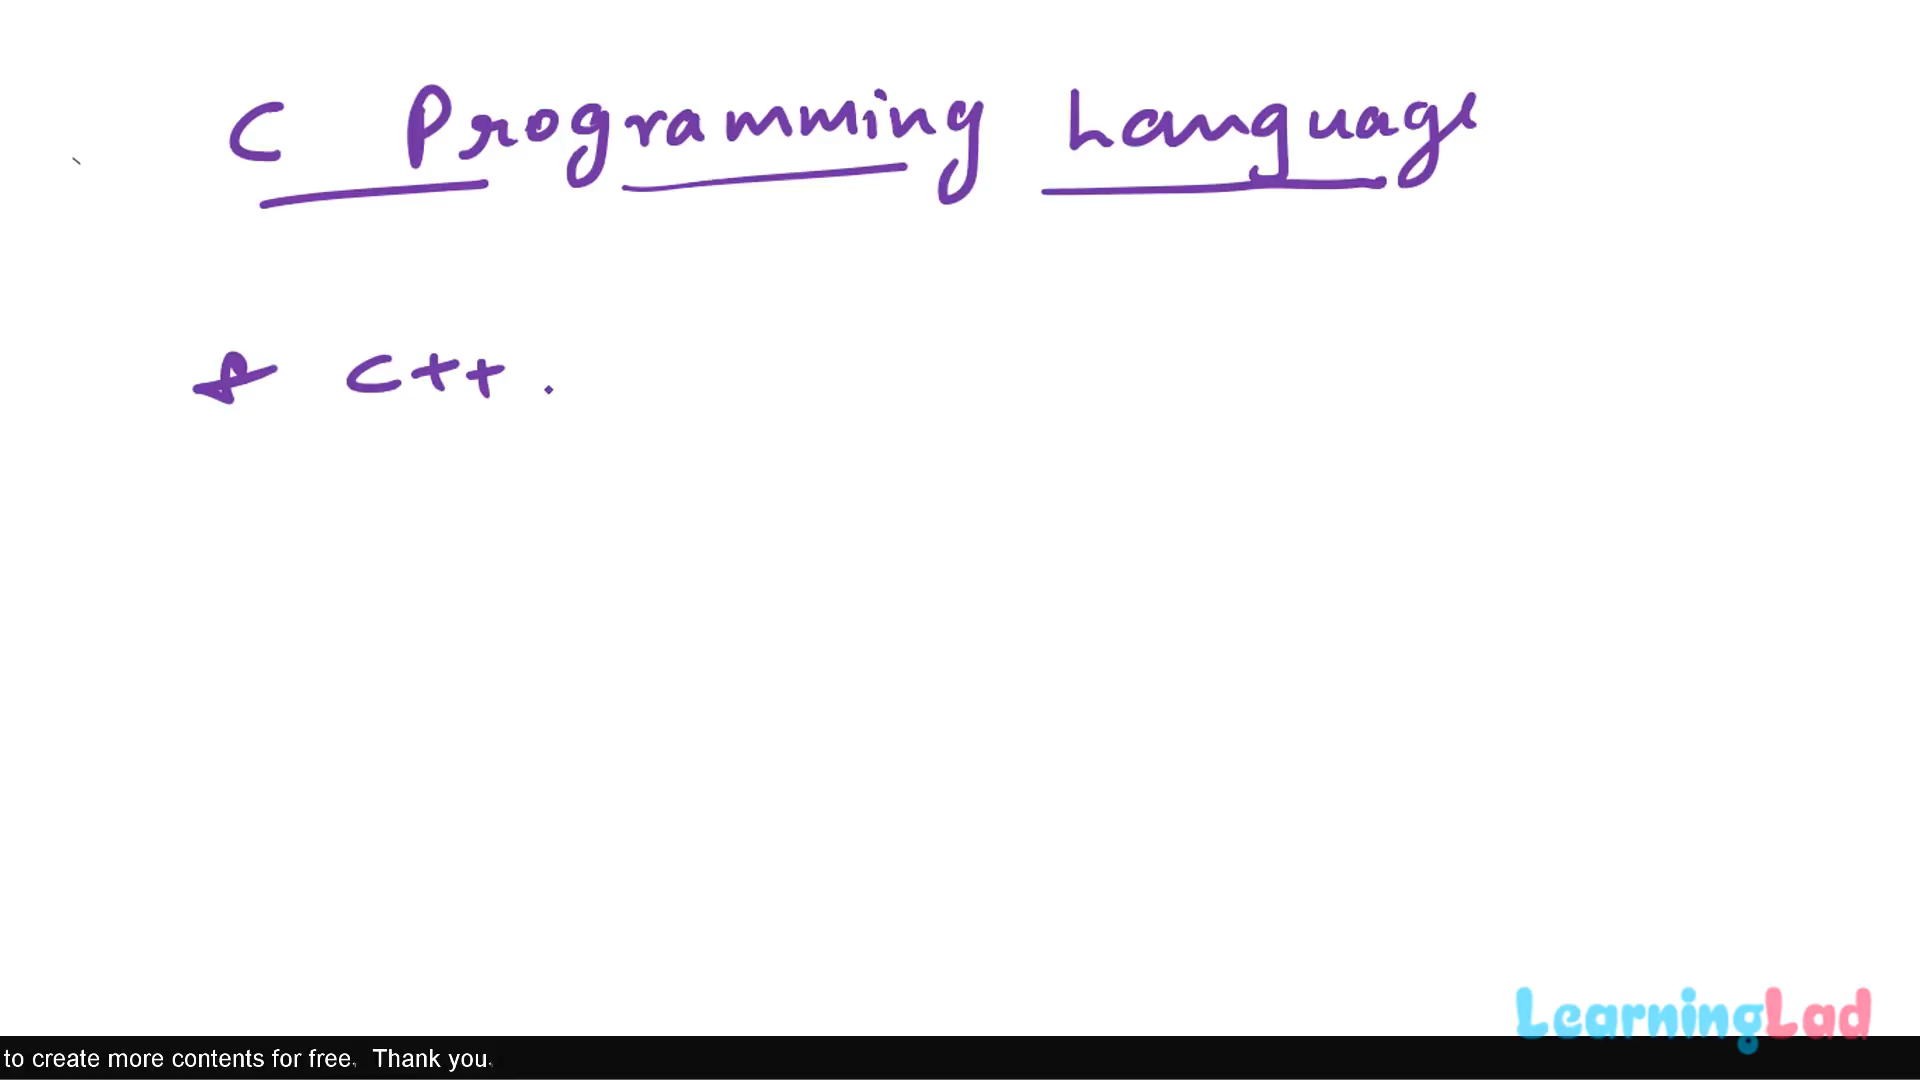 C Programming Language
* C++ .
LearningLad
to create more contents for free. Thank you.